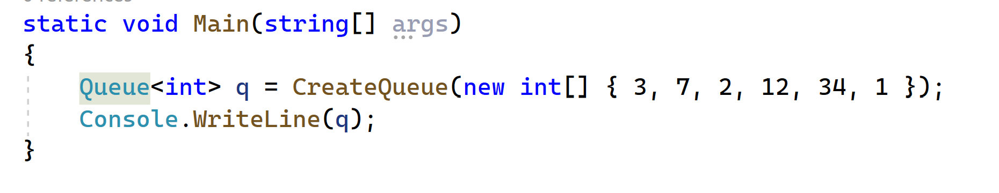 static void Main(string[] args)
{
Queue<int> q = CreateQueue(new int[] { 3, 7, 2, 12, 34, 1 });
Console.WriteLine(q);
}